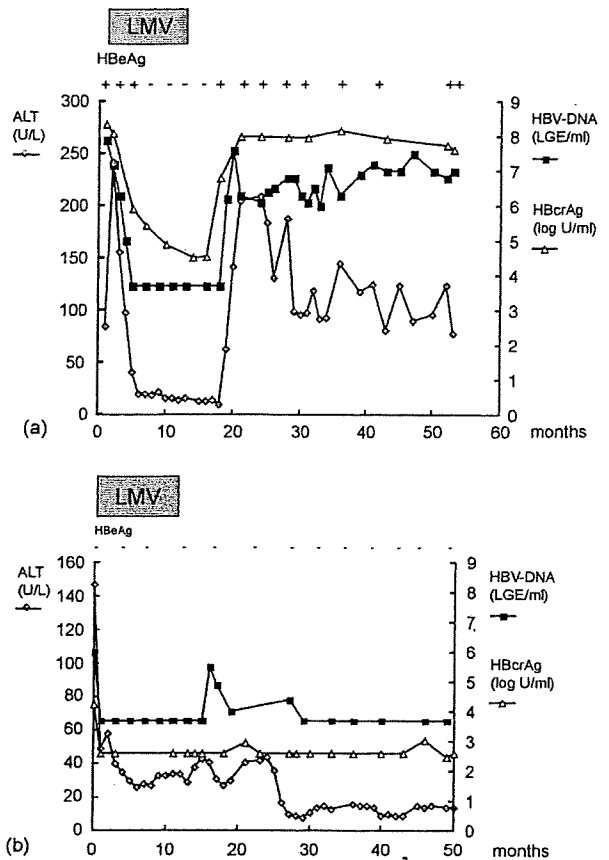 LMV
HBeAg
+ + + - - - - - + + + + + + + + +
ALT
(U/L)
300
250
200
150
100
50
0
9
8
7
6
5
4
3
2
1
0
HBV-DNA
(LGE/ml)
HBcrAg
(log U/ml)
(a)
0 10 20 30 40 50 60 months
LMV
HBeAg
ALT
(U/L)
160
140
120
100
80
60
40
20
0
9
8
7
6
5
4
3
2
1
0
HBV-DNA
(LGE/ml)
HBcrAg
(log U/ml)
(b)
0 10 20 30 40 50 months